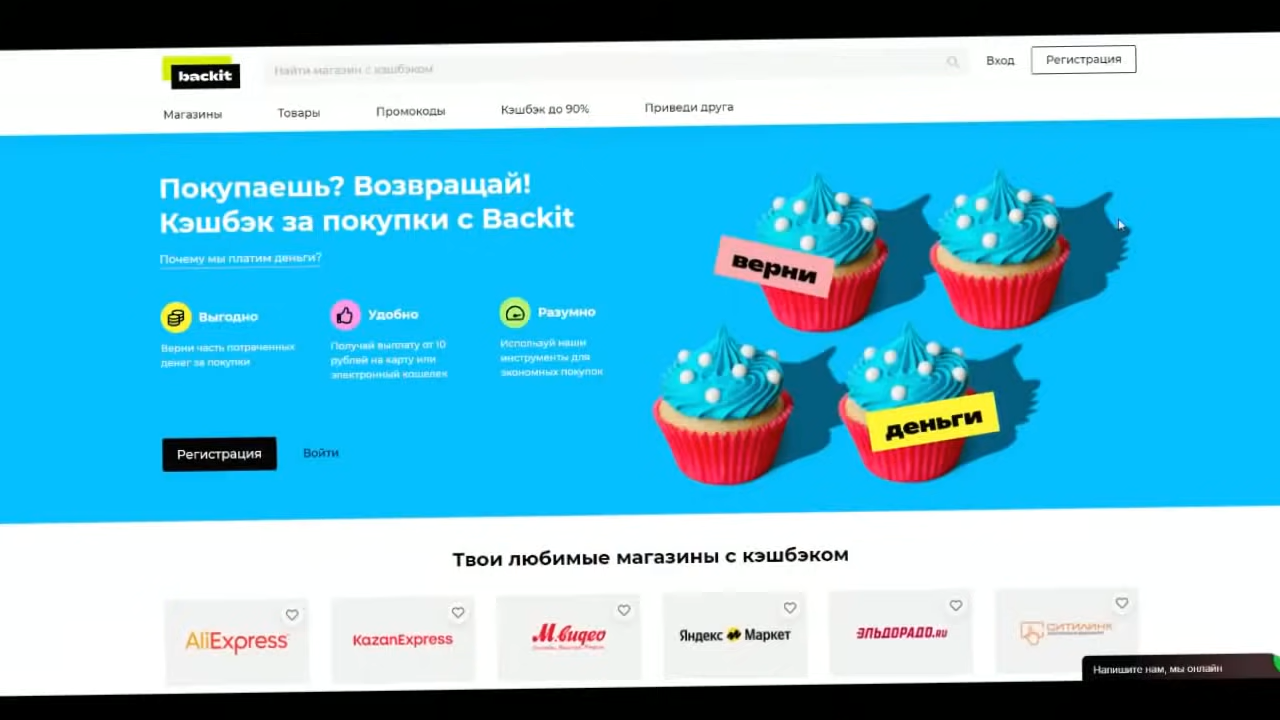 backit
Найти магазин с кэшбэком
Вход
Регистрация
Магазины
Товары
Промокоды
Кэшбэк до 90%
Приведи друга
Покупаешь? Возвращай!
Кэшбэк за покупки с Backit
Почему мы платим деньги?
Выгодно
Верни часть потраченных
денег за покупки
Удобно
Получай выплату от 10
рублей на карту или
электронный кошелек
Разумно
Используй наши
инструменты для
экономных покупок
Регистрация
Войти
верни
деньги
Твои любимые магазины с кэшбэком
AliExpress
KazanExpress
М.видео
Яндекс Маркет
ЭЛЬДОРАДО.RU
СИТИЛИНК
Напишите нам, мы онлайн